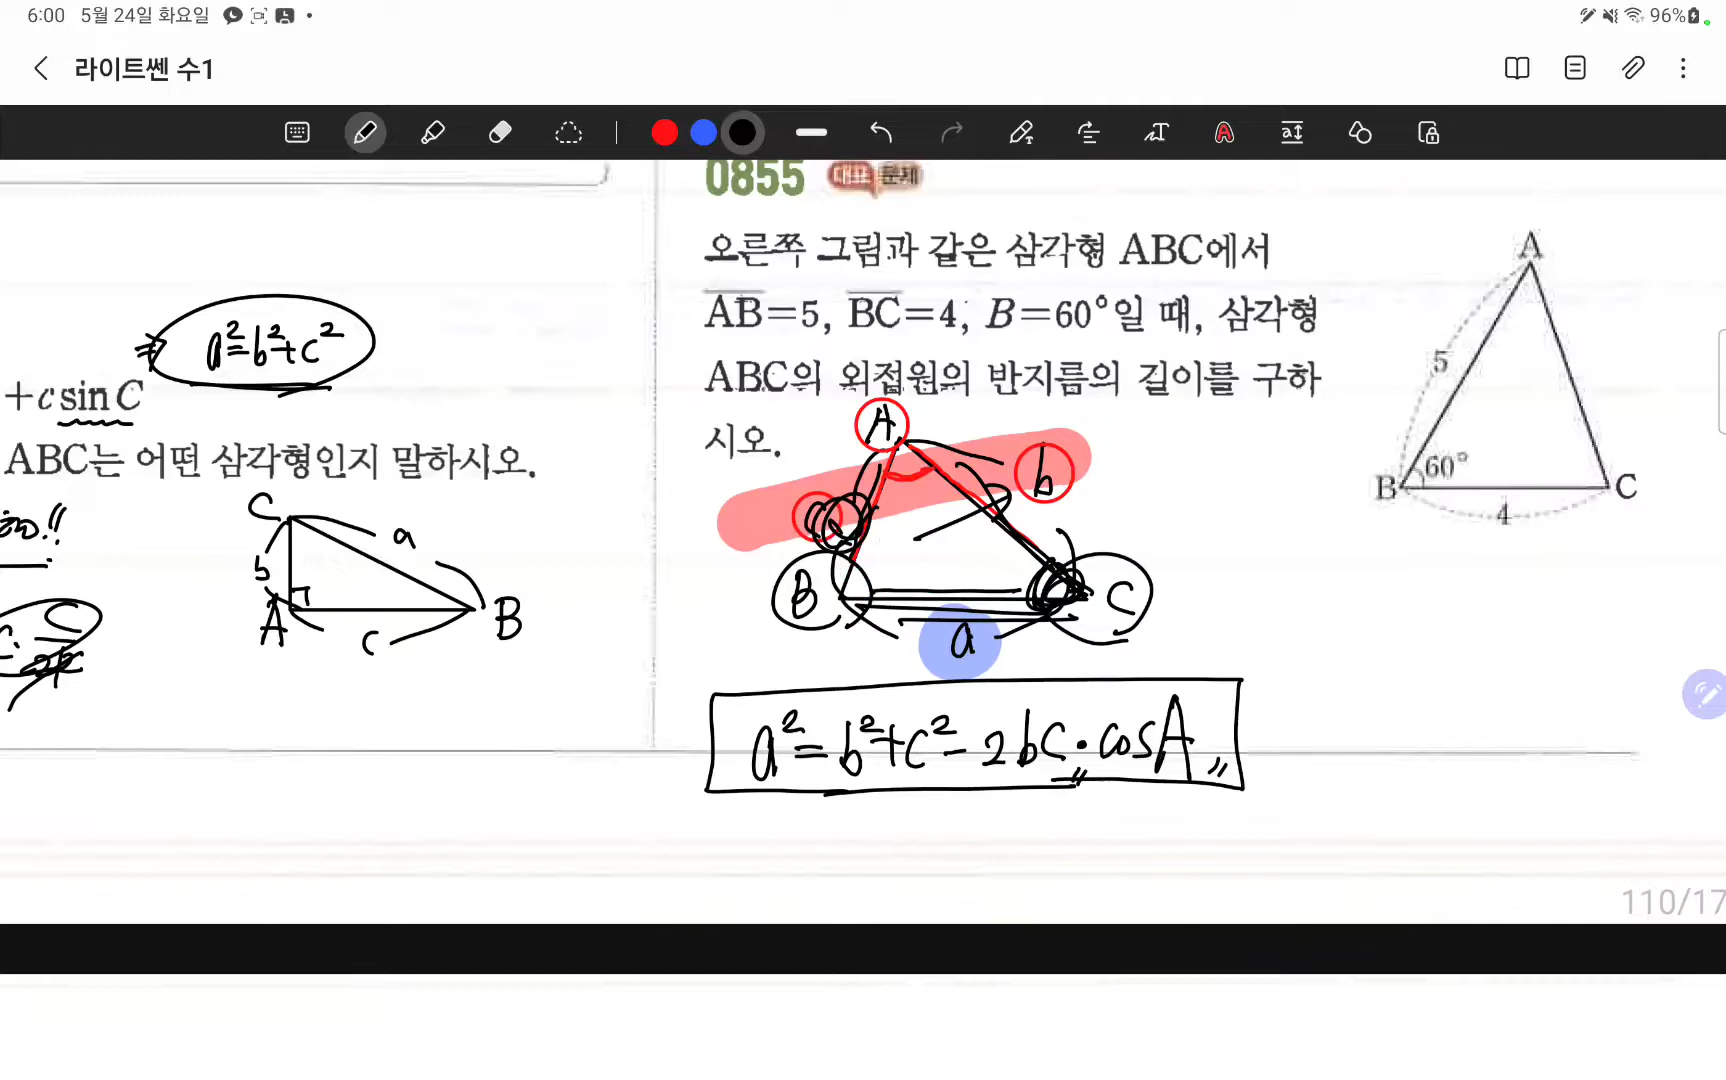 6:00 5월 24일 화요일
96%
라이트쎈 수1
0855 대표 문제
오른쪽 그림과 같은 삼각형 ABC에서
AB=5, BC=4, B=60°일 때, 삼각형
ABC의 외접원의 반지름의 길이를 구하
시오.
A
5
60°
B
C
4
a²=b²+c²
+c sin C
ABC는 어떤 삼각형인지 말하시오.
C
a
b
A
B
c
A
b
B
C
a
a²=b²+c²-2bc·cosA
110/17